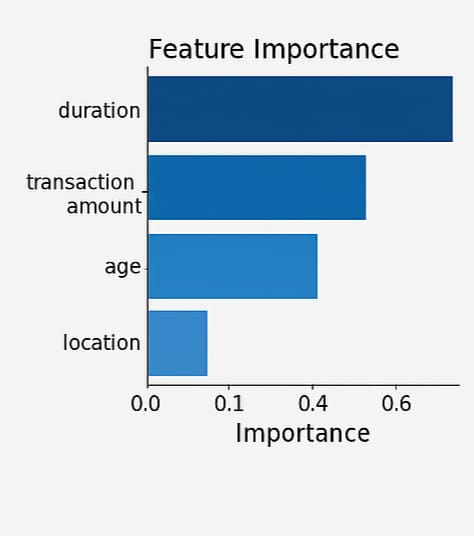 Feature Importance
duration
transaction
amount
age
location
0.0 0.1 0.4 0.6
Importance